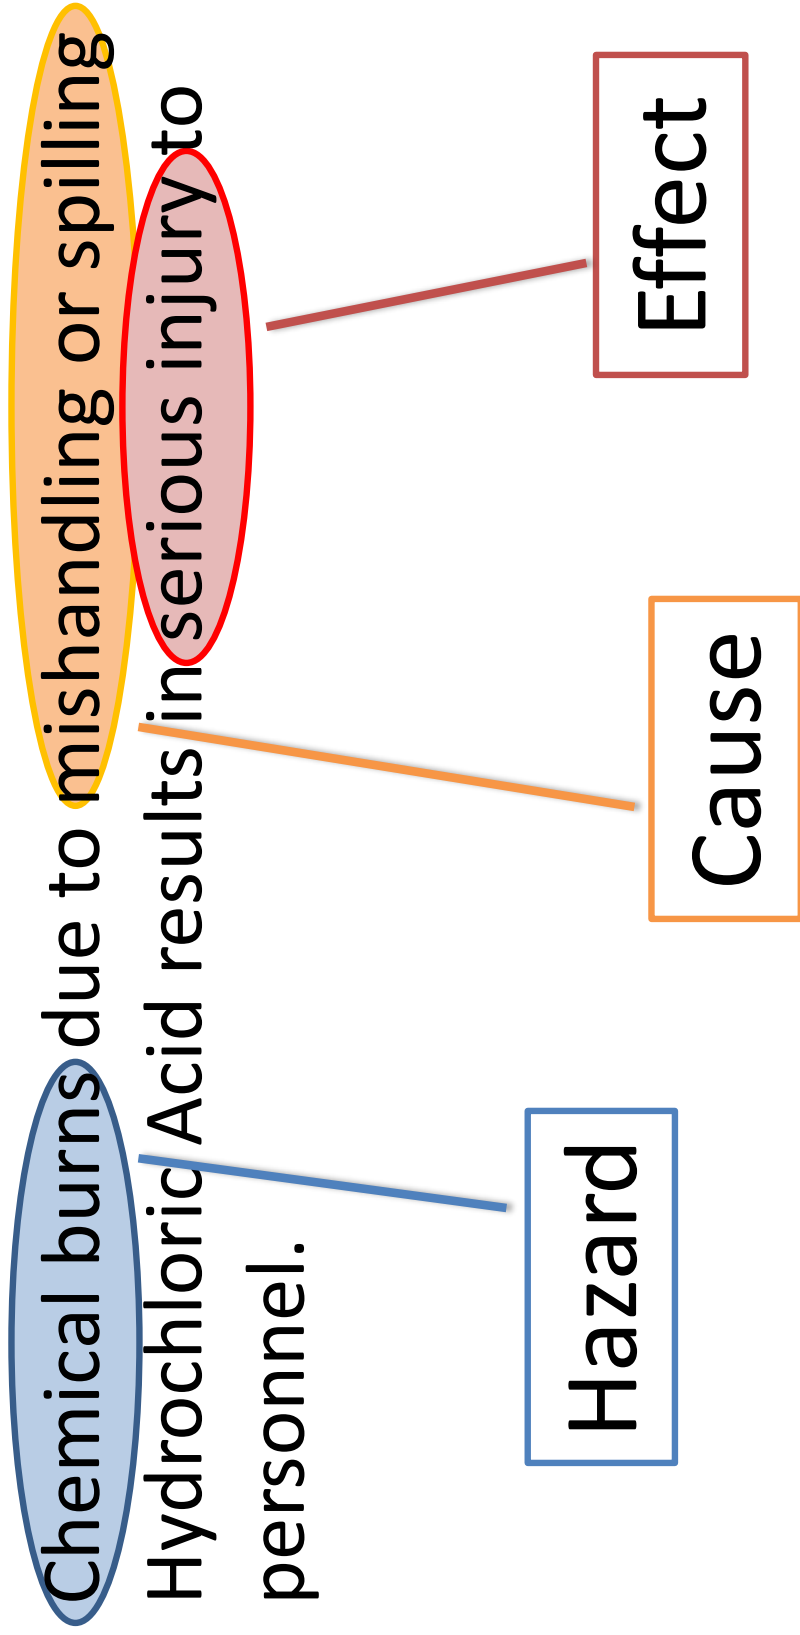 Chemical burns due to mishandling or spilling
Hydrochloric Acid results in serious injury to
personnel.
Hazard
Cause
Effect